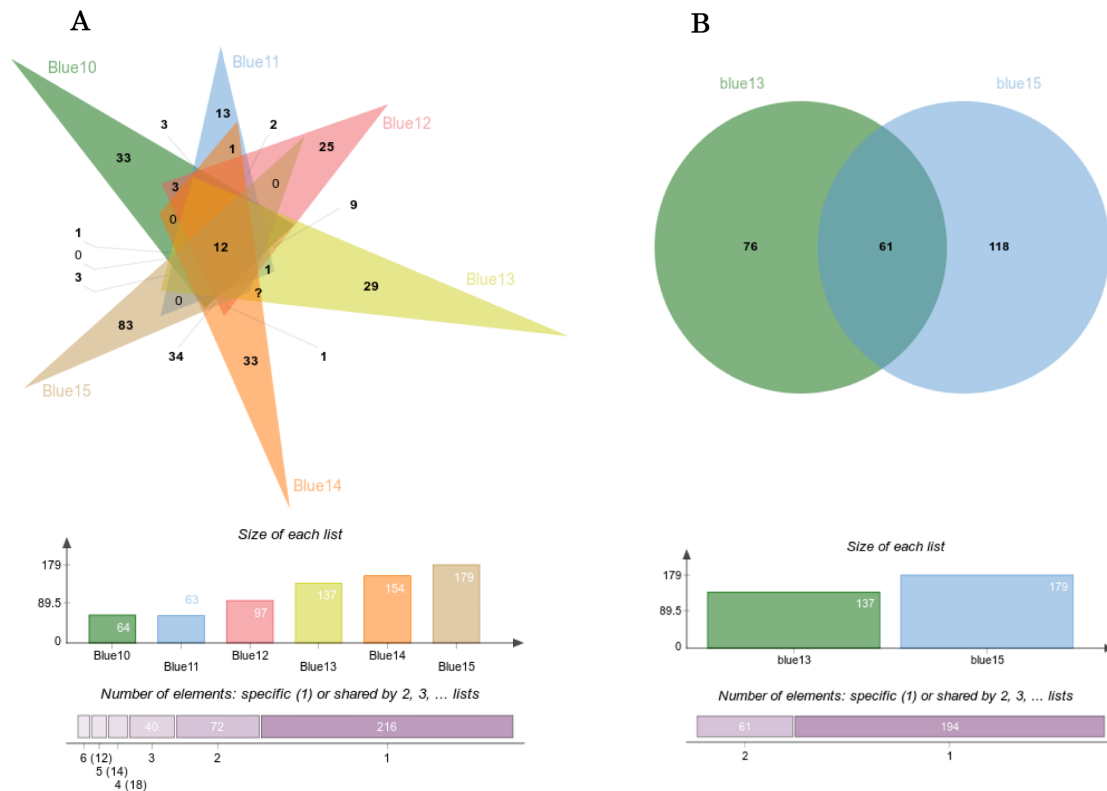 A
B
Blue10
Blue11
Blue12
Blue13
Blue14
Blue15
33
3
13
2
1
25
3
0
0
9
1
0
3
12
1
29
?
0
83
34
33
1
blue13
blue15
76
61
118
Size of each list
179
89.5
0
64
63
97
137
154
179
Blue10
Blue11
Blue12
Blue13
Blue14
Blue15
Number of elements: specific (1) or shared by 2, 3, ... lists
40
72
216
6 (12)
5 (14)
4 (18)
3
2
1
Size of each list
179
89.5
0
137
179
blue13
blue15
Number of elements: specific (1) or shared by 2, 3, ... lists
61
194
2
1